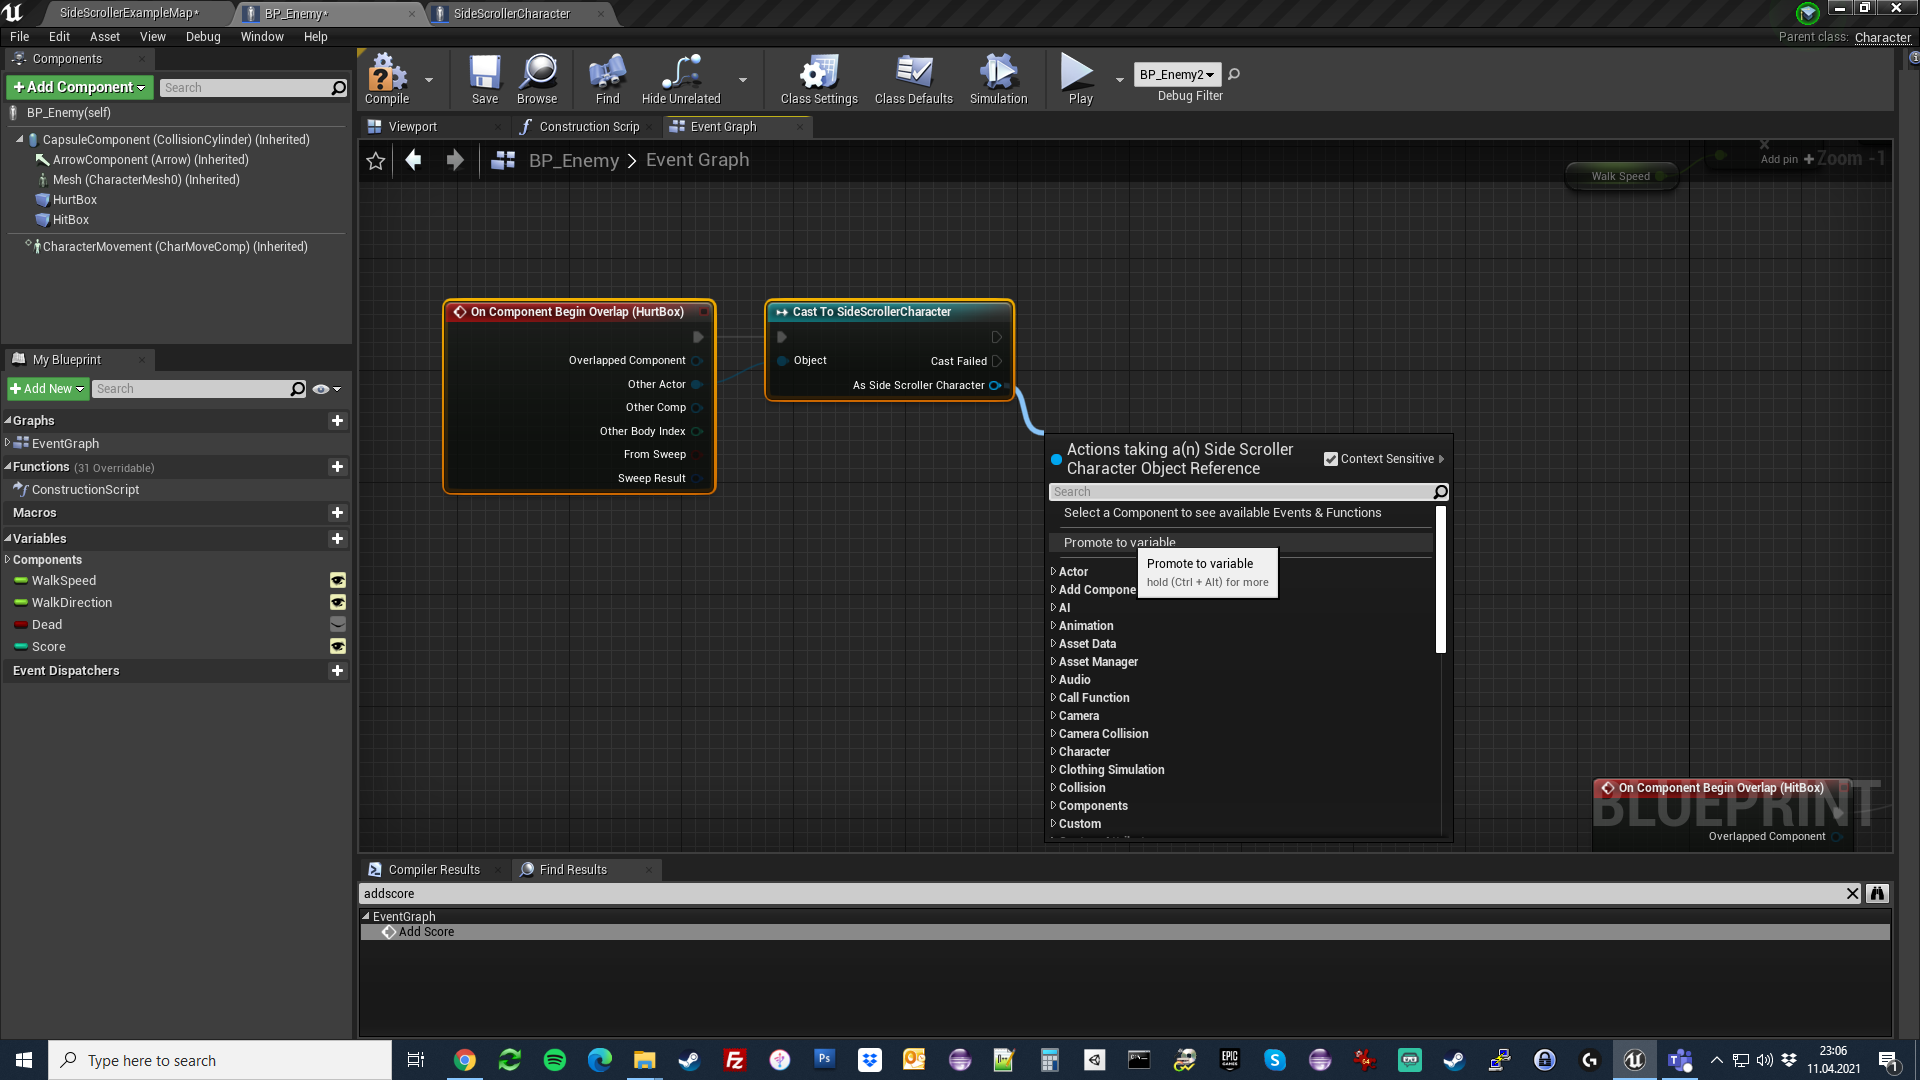 SideScrollerExampleMap*
BP_Enemy*
SideScrollerCharacter
File Edit Asset View Debug Window Help
Parent class: Character
Components
+ Add Component
Search
BP_Enemy(self)
CapsuleComponent (CollisionCylinder) (Inherited)
ArrowComponent (Arrow) (Inherited)
Mesh (CharacterMesh0) (Inherited)
HurtBox
HitBox
CharacterMovement (CharMoveComp) (Inherited)
Compile
Save
Browse
Find
Hide Unrelated
Class Settings
Class Defaults
Simulation
Play
BP_Enemy2
Debug Filter
Viewport
Construction Scrip
Event Graph
BP_Enemy > Event Graph
Add pin +
Zoom -1
Walk Speed
On Component Begin Overlap (HurtBox)
Overlapped Component
Other Actor
Other Comp
Other Body Index
From Sweep
Sweep Result
Cast To SideScrollerCharacter
Object
Cast Failed
As Side Scroller Character
Actions taking a(n) Side Scroller
Character Object Reference
Context Sensitive
Search
Select a Component to see available Events & Functions
Promote to variable
Promote to variable
hold (Ctrl + Alt) for more
Actor
Add Compone
AI
Animation
Asset Data
Asset Manager
Audio
Call Function
Camera
Camera Collision
Character
Clothing Simulation
Collision
Components
Custom
On Component Begin Overlap (HitBox)
BLUEPRINT
Overlapped Component
My Blueprint
+ Add New
Search
Graphs
EventGraph
Functions (31 Overridable)
ConstructionScript
Macros
Variables
Components
WalkSpeed
WalkDirection
Dead
Score
Event Dispatchers
Compiler Results
Find Results
addscore
EventGraph
Add Score
Type here to search
23:06
11.04.2021